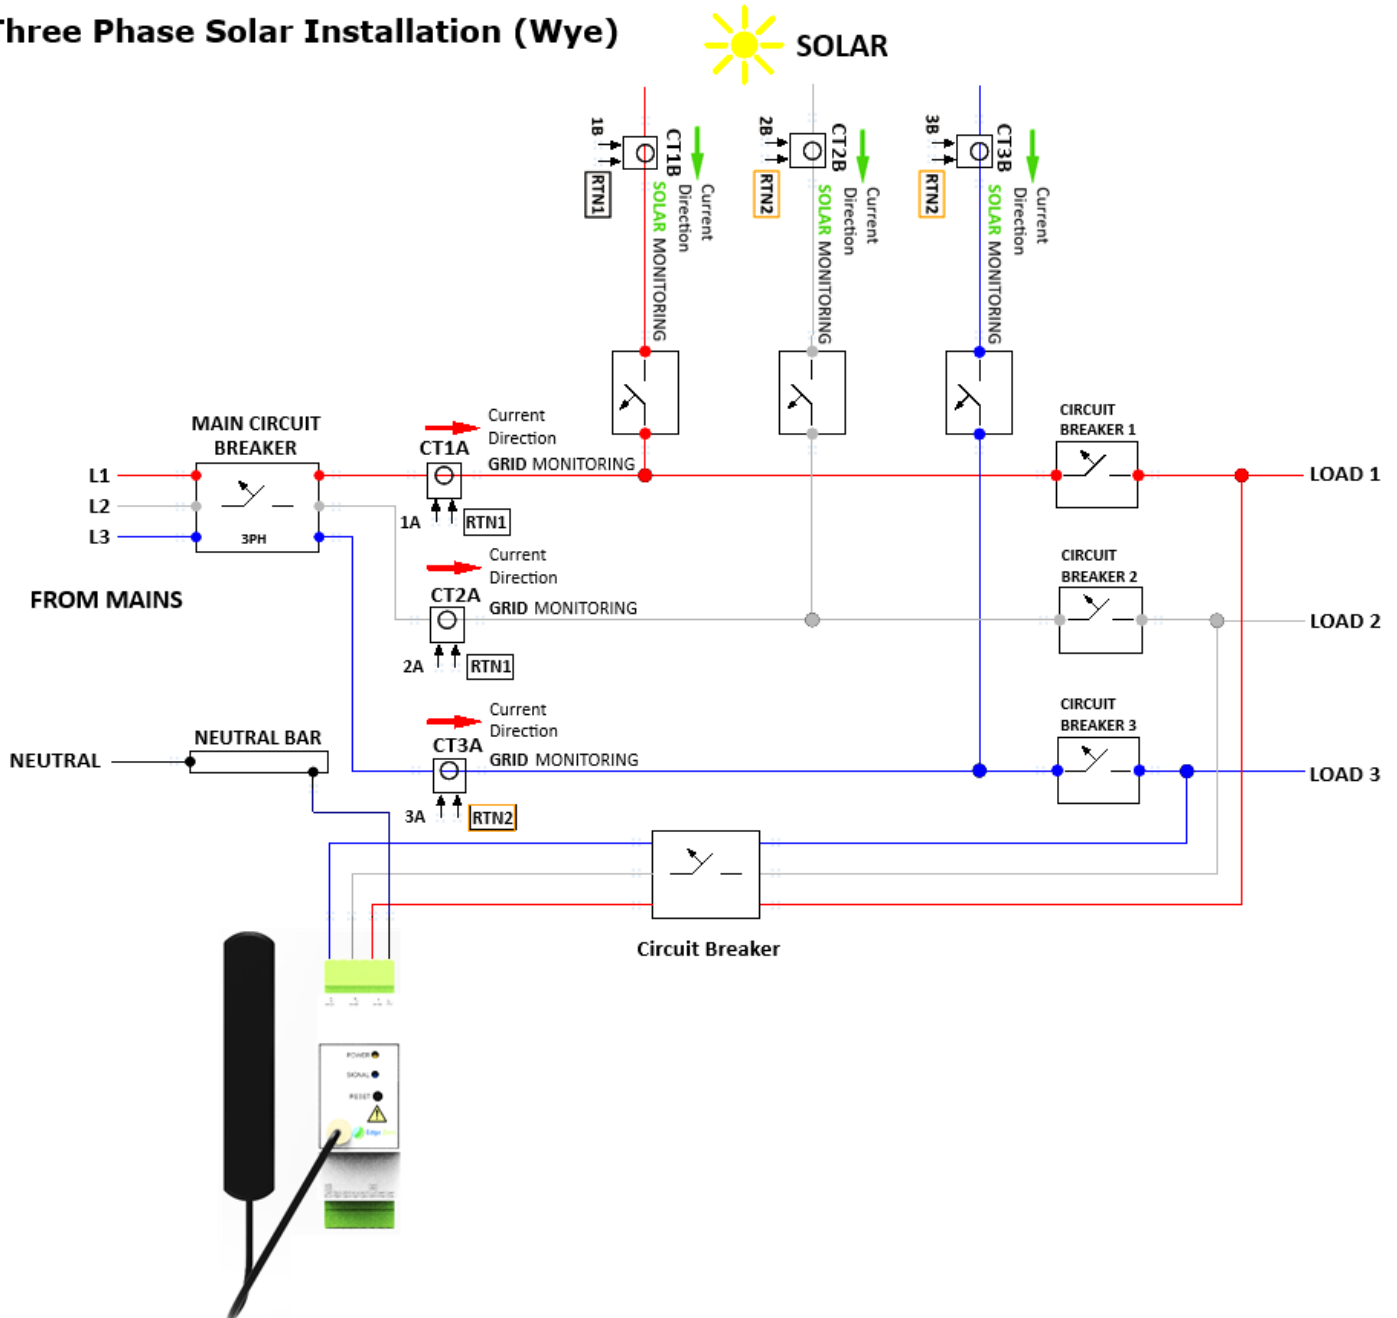 Three Phase Solar Installation (Wye)
SOLAR
1B
RTN1
CT1B
Current
Direction
SOLAR MONITORING
2B
RTN2
CT2B
Current
Direction
SOLAR MONITORING
3B
RTN2
CT3B
Current
Direction
SOLAR MONITORING
MAIN CIRCUIT
BREAKER
L1
L2
L3
3PH
FROM MAINS
Current
Direction
CT1A
GRID MONITORING
1A
RTN1
CIRCUIT
BREAKER 1
LOAD 1
Current
Direction
CT2A
GRID MONITORING
2A
RTN1
CIRCUIT
BREAKER 2
LOAD 2
Current
Direction
CT3A
GRID MONITORING
3A
RTN2
CIRCUIT
BREAKER 3
LOAD 3
NEUTRAL BAR
NEUTRAL
Circuit Breaker
POWER
SIGNAL
RESET